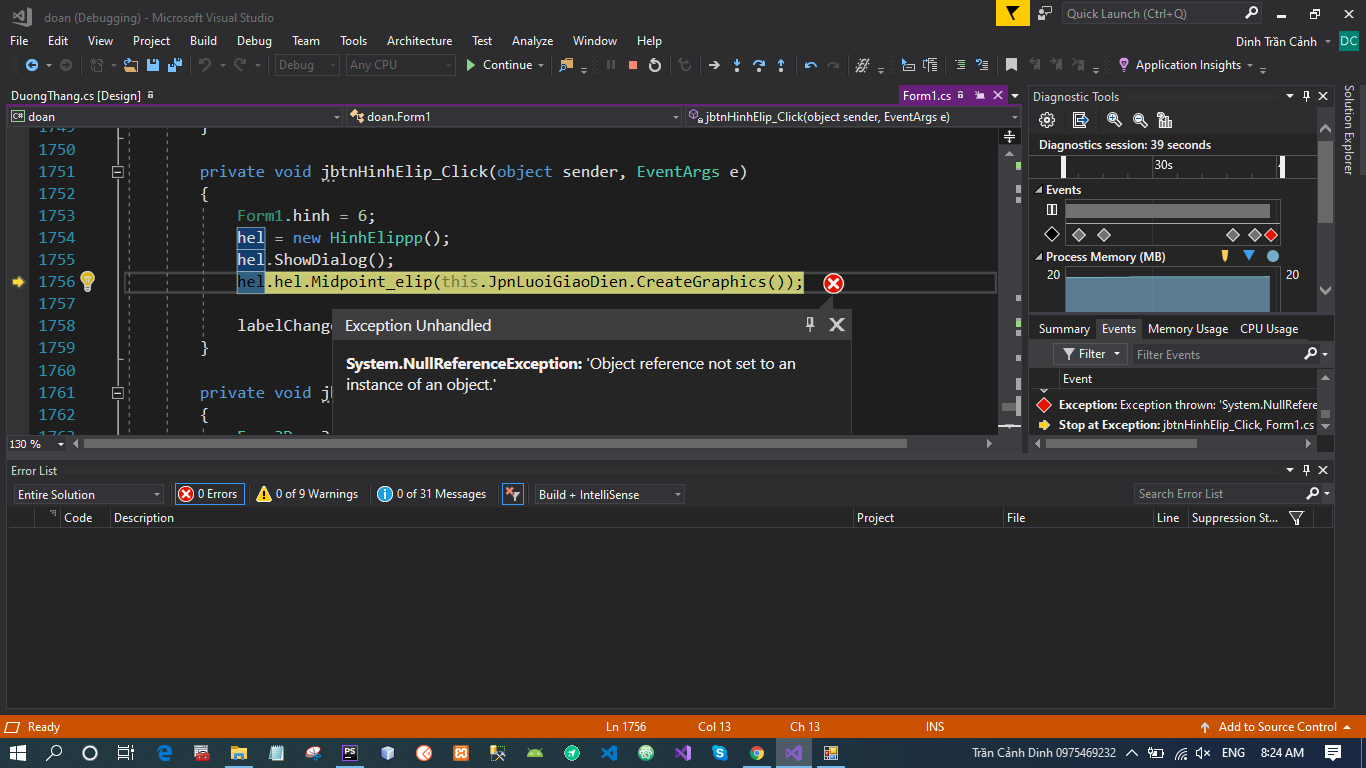 doan (Debugging) - Microsoft Visual Studio
Quick Launch (Ctrl+Q)
File Edit View Project Build Debug Team Tools Architecture Test Analyze Window Help
Dinh Trần Cảnh DC
Debug Any CPU Continue Application Insights
DuongThang.cs [Design]
Form1.cs
C# doan
doan.Form1
jbtnHinhElip_Click(object sender, EventArgs e)
1749 }
1750
1751 private void jbtnHinhElip_Click(object sender, EventArgs e)
1752 {
1753 Form1.hinh = 6;
1754 hel = new HinhElippp();
1755 hel.ShowDialog();
1756 hel.hel.Midpoint_elip(this.JpnLuoiGiaoDien.CreateGraphics());
1757
1758 labelChang
1759 }
1760
1761 private void j
1762 {
1763
130 %
Exception Unhandled
System.NullReferenceException: 'Object reference not set to an
instance of an object.'
Diagnostic Tools
Diagnostics session: 39 seconds
30s
Events
Process Memory (MB)
20 20
Summary Events Memory Usage CPU Usage
Filter Filter Events
Event
Exception: Exception thrown: 'System.NullRefere
Stop at Exception: jbtnHinhElip_Click, Form1.cs
Solution Explorer
Error List
Entire Solution 0 Errors 0 of 9 Warnings 0 of 31 Messages Build + IntelliSense
Search Error List
Code Description Project File Line Suppression St...
Ready Ln 1756 Col 13 Ch 13 INS Add to Source Control
PS
Trần Cảnh Dinh 0975469232 ENG 8:24 AM